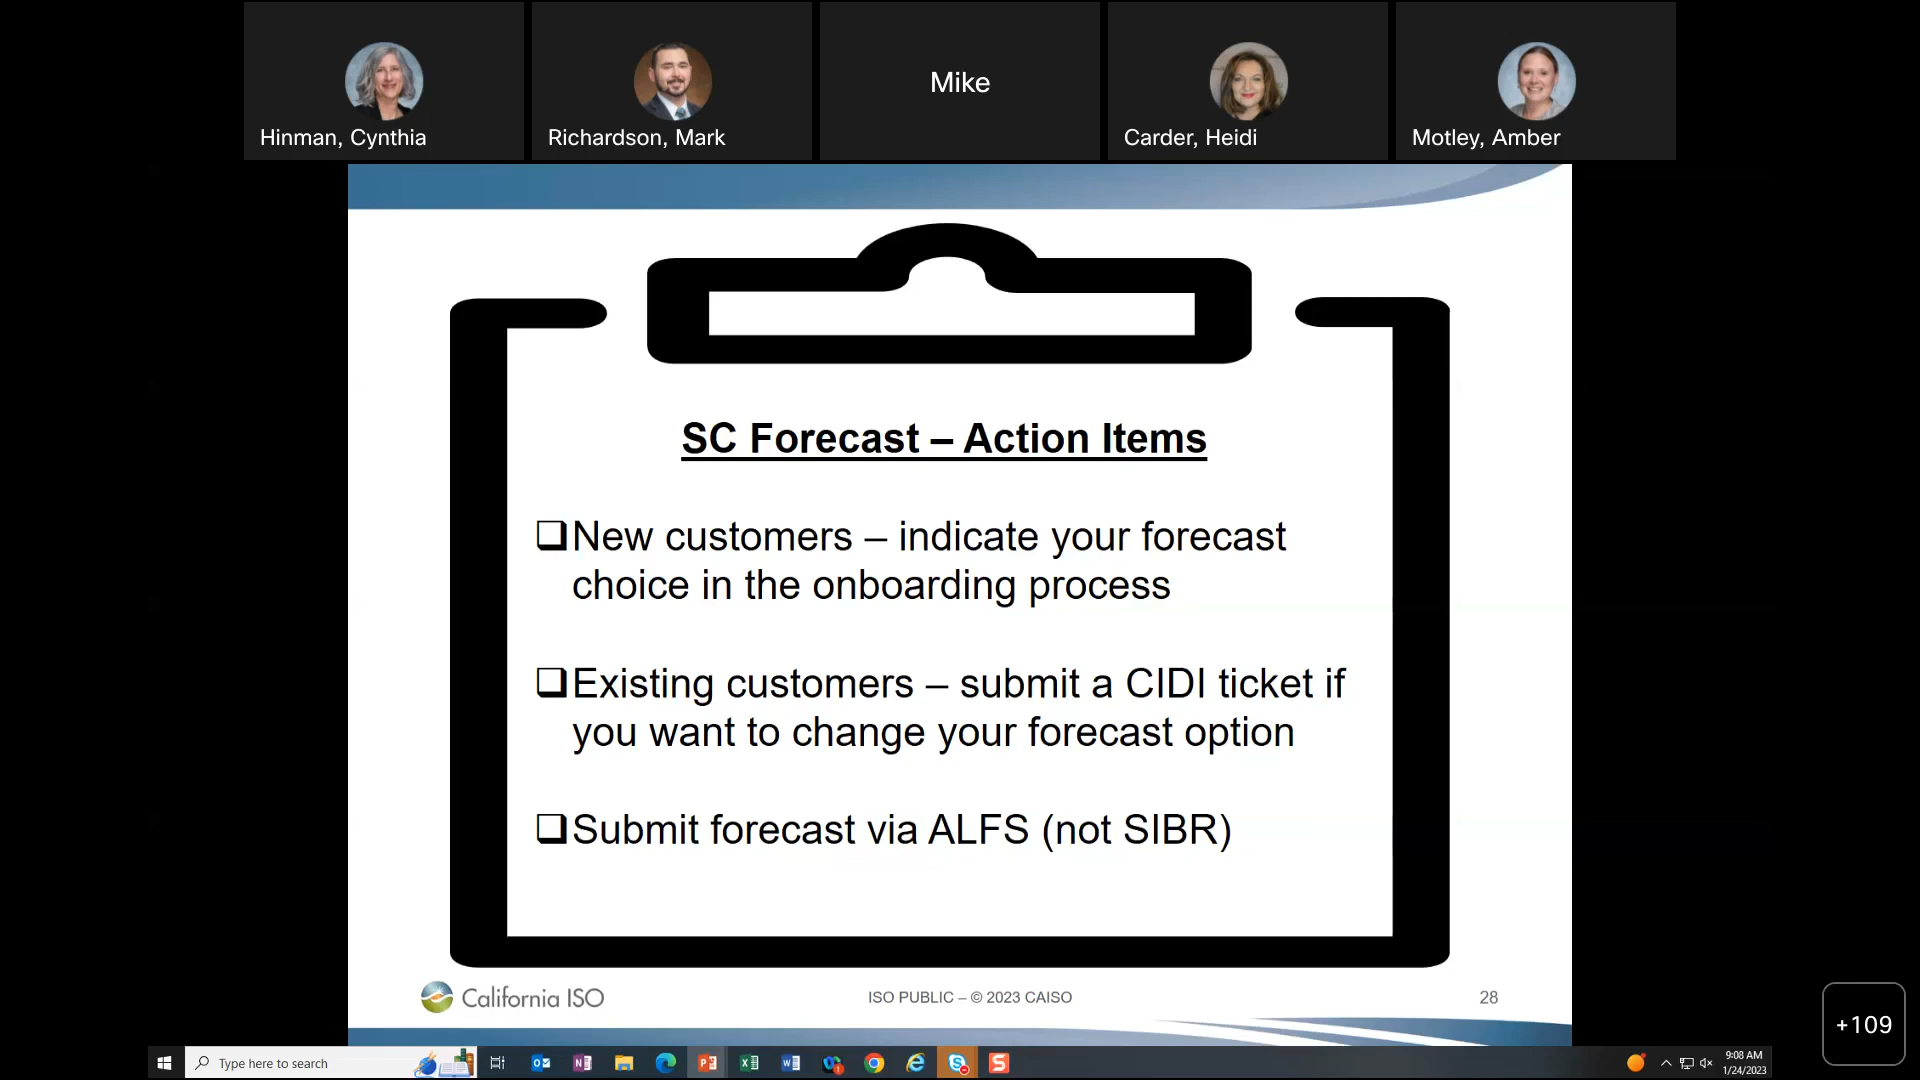 Hinman, Cynthia
Richardson, Mark
Mike
Carder, Heidi
Motley, Amber
SC Forecast – Action Items
❑New customers – indicate your forecast
choice in the onboarding process
❑Existing customers – submit a CIDI ticket if
you want to change your forecast option
❑Submit forecast via ALFS (not SIBR)
California ISO
ISO PUBLIC – © 2023 CAISO
28
+109
Type here to search
9:08 AM
1/24/2023